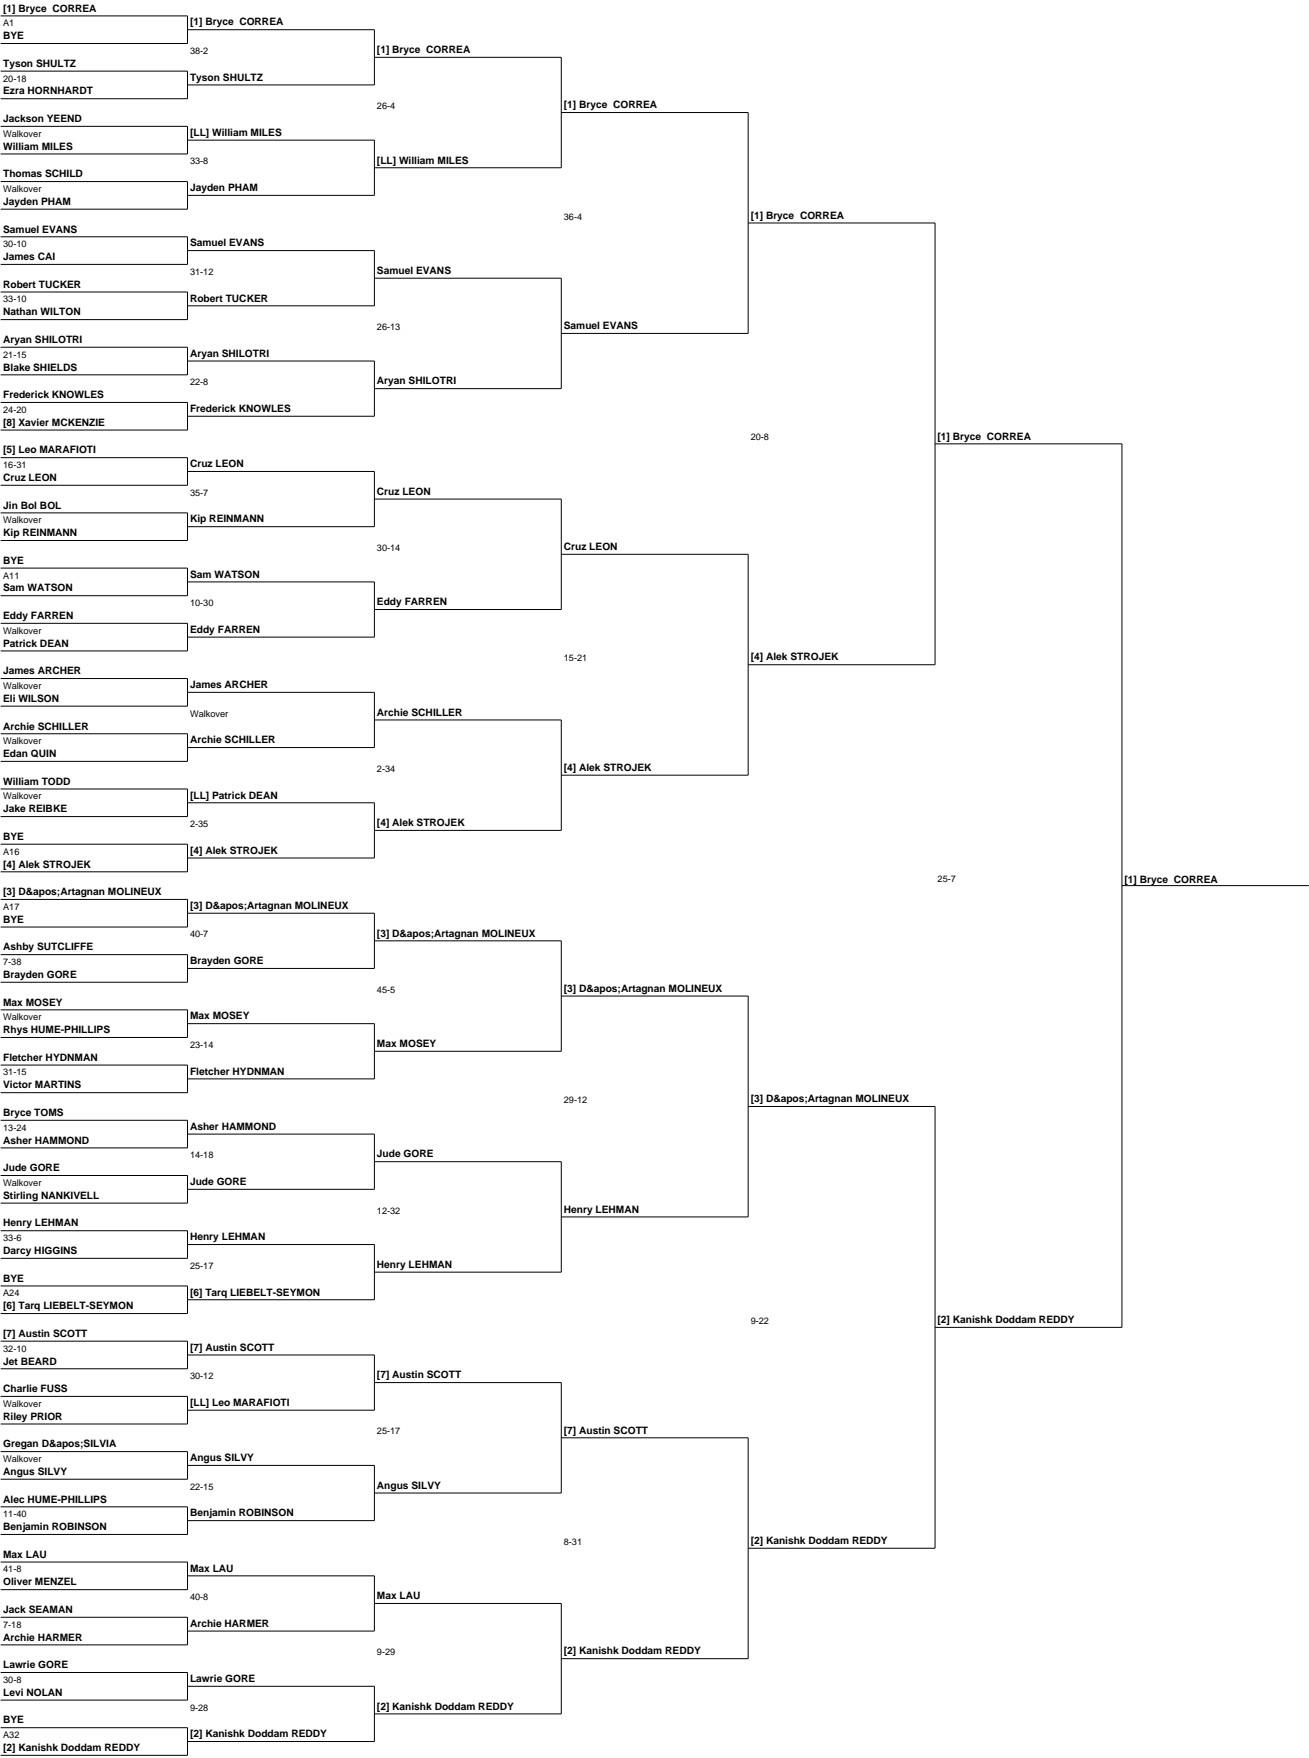 [1] Bryce  CORREA
A1
BYE
Tyson SHULTZ
20-18
Ezra HORNHARDT
Jackson YEEND
Walkover
William MILES
Thomas SCHILD
Walkover
Jayden PHAM
Samuel EVANS
30-10
James CAI
Robert TUCKER
33-10
Nathan WILTON
Aryan SHILOTRI
21-15
Blake SHIELDS
Frederick KNOWLES
24-20
[8] Xavier MCKENZIE
[5] Leo MARAFIOTI
16-31
Cruz LEON
Jin Bol BOL
Walkover
Kip REINMANN
BYE
A11
Sam WATSON
Eddy FARREN
Walkover
Patrick DEAN
James ARCHER
Walkover
Eli WILSON
Archie SCHILLER
Walkover
Edan QUIN
William TODD
Walkover
Jake REIBKE
BYE
A16
[4] Alek STROJEK
[3] D&apos;Artagnan MOLINEUX
A17
BYE
Ashby SUTCLIFFE
7-38
Brayden GORE
Max MOSEY
Walkover
Rhys HUME-PHILLIPS
Fletcher HYDNMAN
31-15
Victor MARTINS
Bryce TOMS
13-24
Asher HAMMOND
Jude GORE
Walkover
Stirling NANKIVELL
Henry LEHMAN
33-6
Darcy HIGGINS
BYE
A24
[6] Tarq LIEBELT-SEYMON
[7] Austin SCOTT
32-10
Jet BEARD
Charlie FUSS
Walkover
Riley PRIOR
Gregan D&apos;SILVIA
Walkover
Angus SILVY
Alec HUME-PHILLIPS
11-40
Benjamin ROBINSON
Max LAU
41-8
Oliver MENZEL
Jack SEAMAN
7-18
Archie HARMER
Lawrie GORE
30-8
Levi NOLAN
BYE
A32
[2] Kanishk Doddam REDDY
[1] Bryce  CORREA
38-2
Tyson SHULTZ
[LL] William MILES
33-8
Jayden PHAM
Samuel EVANS
31-12
Robert TUCKER
Aryan SHILOTRI
22-8
Frederick KNOWLES
Cruz LEON
35-7
Kip REINMANN
Sam WATSON
10-30
Eddy FARREN
James ARCHER
Walkover
Archie SCHILLER
[LL] Patrick DEAN
2-35
[4] Alek STROJEK
[3] D&apos;Artagnan MOLINEUX
40-7
Brayden GORE
Max MOSEY
23-14
Fletcher HYDNMAN
Asher HAMMOND
14-18
Jude GORE
Henry LEHMAN
25-17
[6] Tarq LIEBELT-SEYMON
[7] Austin SCOTT
30-12
[LL] Leo MARAFIOTI
Angus SILVY
22-15
Benjamin ROBINSON
Max LAU
40-8
Archie HARMER
Lawrie GORE
9-28
[2] Kanishk Doddam REDDY
[1] Bryce  CORREA
26-4
[LL] William MILES
Samuel EVANS
26-13
Aryan SHILOTRI
Cruz LEON
30-14
Eddy FARREN
Archie SCHILLER
2-34
[4] Alek STROJEK
[3] D&apos;Artagnan MOLINEUX
45-5
Max MOSEY
Jude GORE
12-32
Henry LEHMAN
[7] Austin SCOTT
25-17
Angus SILVY
Max LAU
9-29
[2] Kanishk Doddam REDDY
[1] Bryce  CORREA
36-4
Samuel EVANS
Cruz LEON
15-21
[4] Alek STROJEK
[3] D&apos;Artagnan MOLINEUX
29-12
Henry LEHMAN
[7] Austin SCOTT
8-31
[2] Kanishk Doddam REDDY
[1] Bryce  CORREA
20-8
[4] Alek STROJEK
[3] D&apos;Artagnan MOLINEUX
9-22
[2] Kanishk Doddam REDDY
[1] Bryce  CORREA
25-7
[2] Kanishk Doddam REDDY
[1] Bryce  CORREA